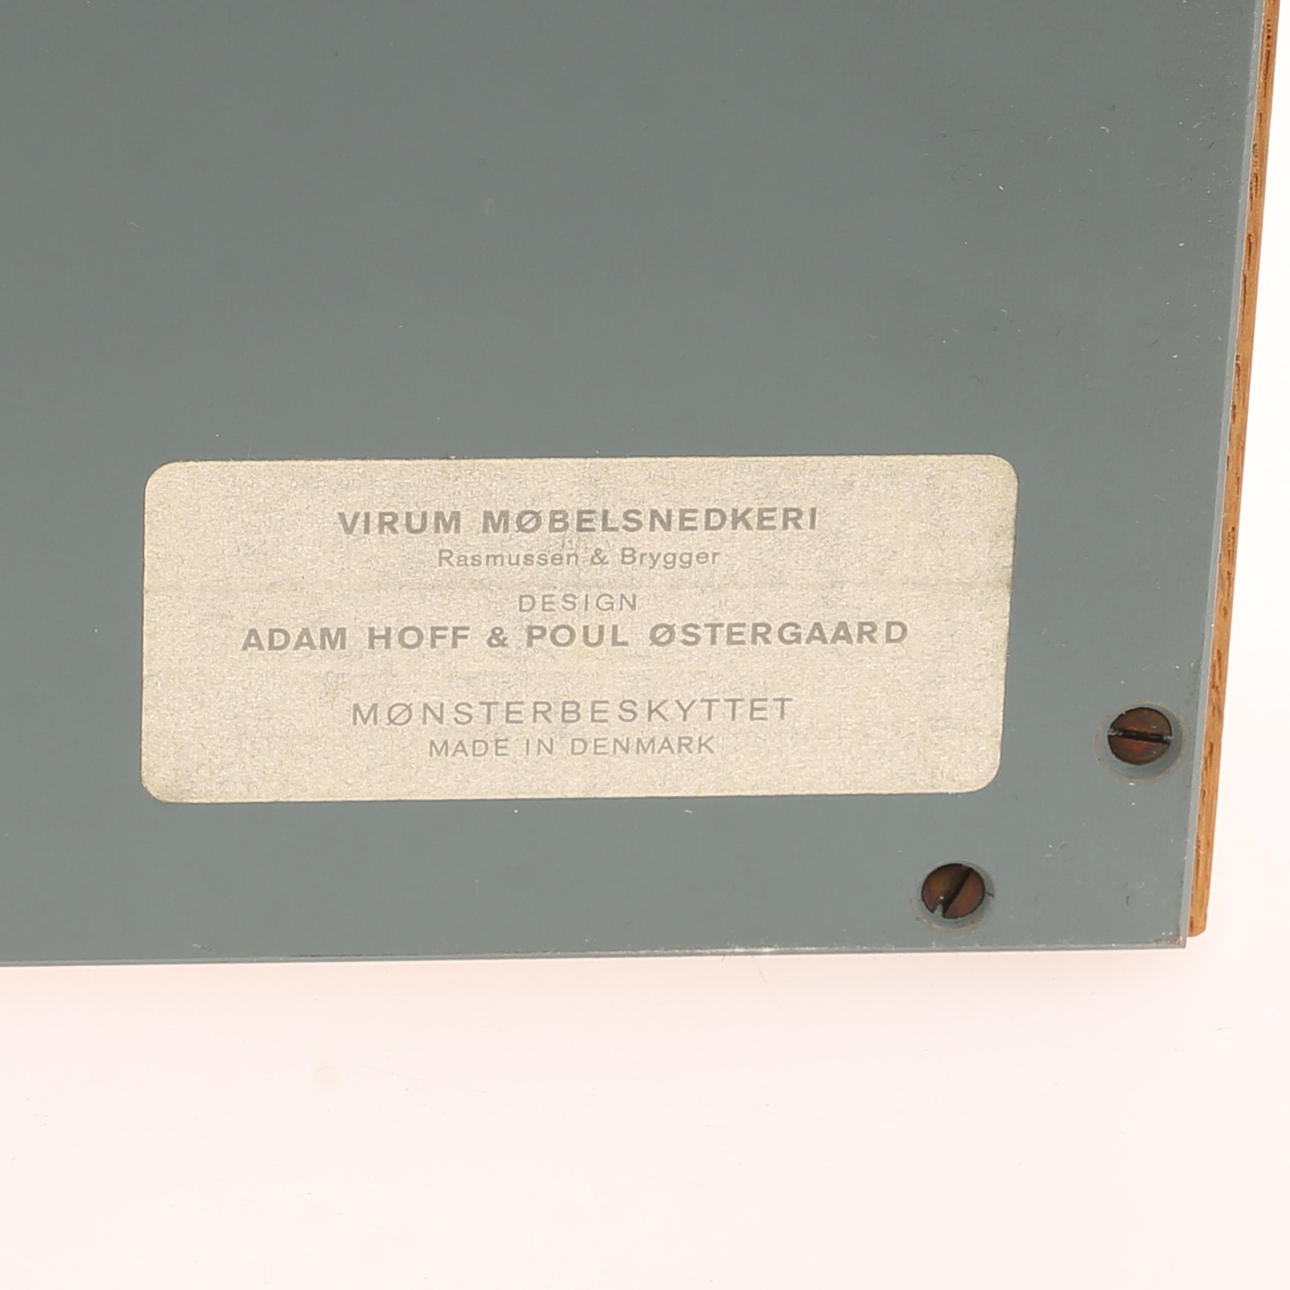 VIRUM MØBELSNEDKERI
Rasmussen & Brygger
DESIGN
ADAM HOFF & POUL ØSTERGAARD
MØNSTERBESKYTTET
MADE IN DENMARK